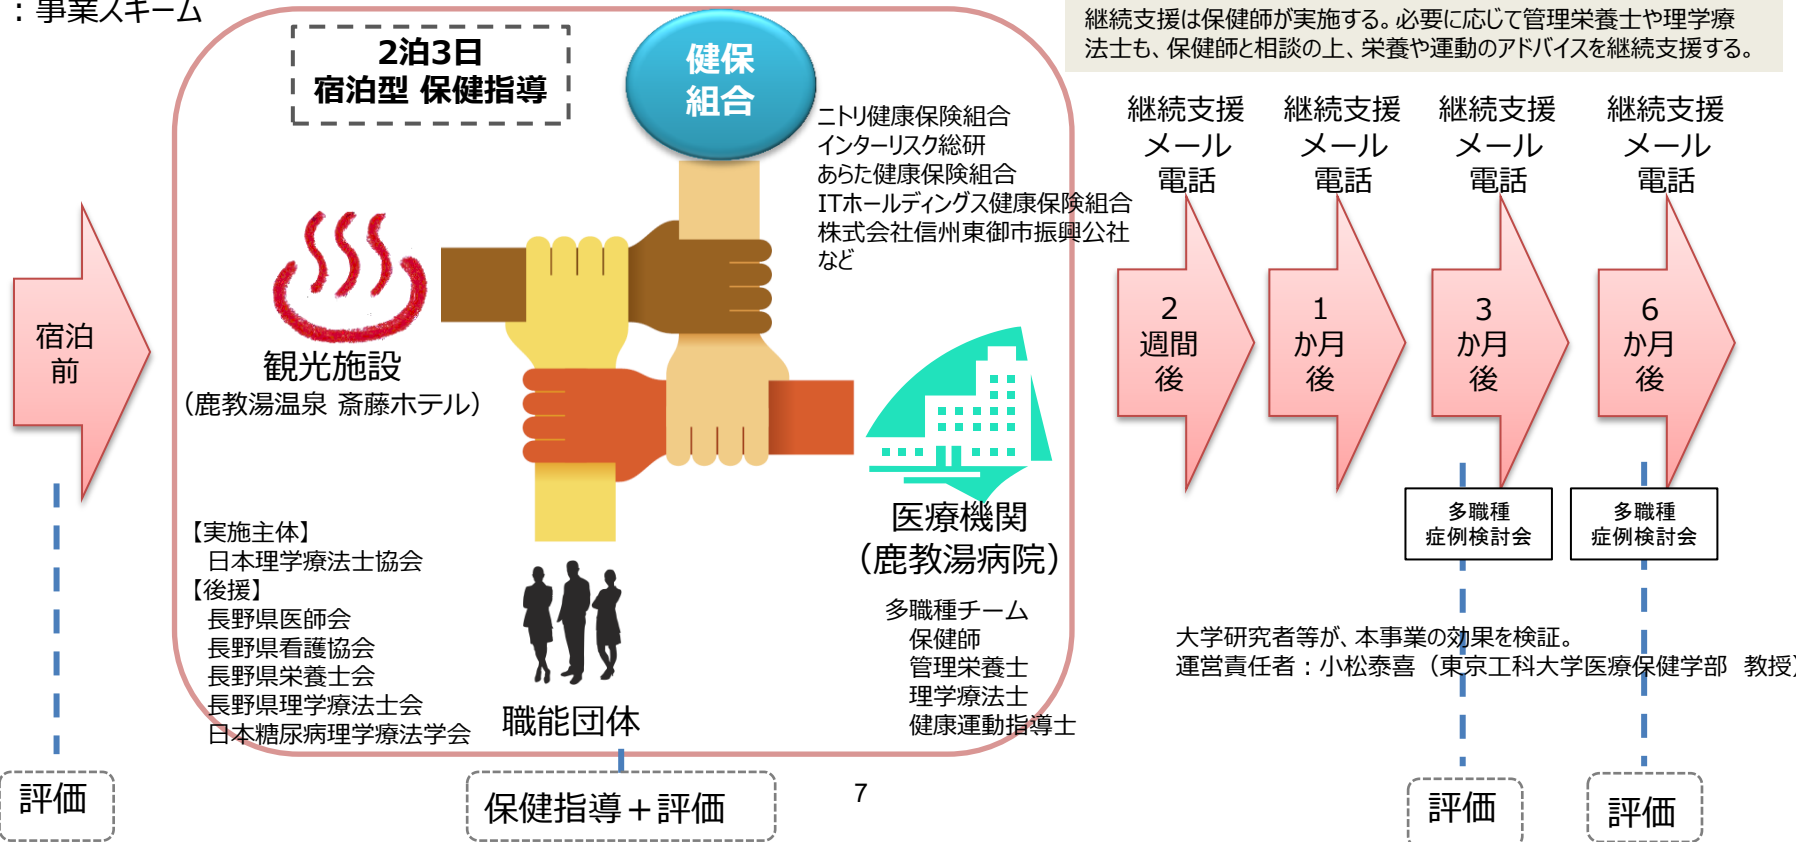 ：事業スキーム
継続支援は保健師が実施する。必要に応じて管理栄養士や理学療
法士も、保健師と相談の上、栄養や運動のアドバイスを継続支援する。
2泊3日
宿泊型 保健指導
健保
組合
ニトリ健康保険組合
インターリスク総研
あらた健康保険組合
ITホールディングス健康保険組合
株式会社信州東御市振興公社
など
宿泊
前
観光施設
（鹿教湯温泉 斎藤ホテル）
医療機関
（鹿教湯病院）
多職種チーム
保健師
管理栄養士
理学療法士
健康運動指導士
【実施主体】
日本理学療法士協会
【後援】
長野県医師会
長野県看護協会
長野県栄養士会
長野県理学療法士会
日本糖尿病理学療法学会
職能団体
継続支援
メール
電話
継続支援
メール
電話
継続支援
メール
電話
継続支援
メール
電話
2
週間
後
1
か月
後
3
か月
後
6
か月
後
多職種
症例検討会
多職種
症例検討会
大学研究者等が、本事業の効果を検証。
運営責任者：小松泰喜（東京工科大学医療保健学部　教授）
評価
保健指導＋評価
7
評価
評価